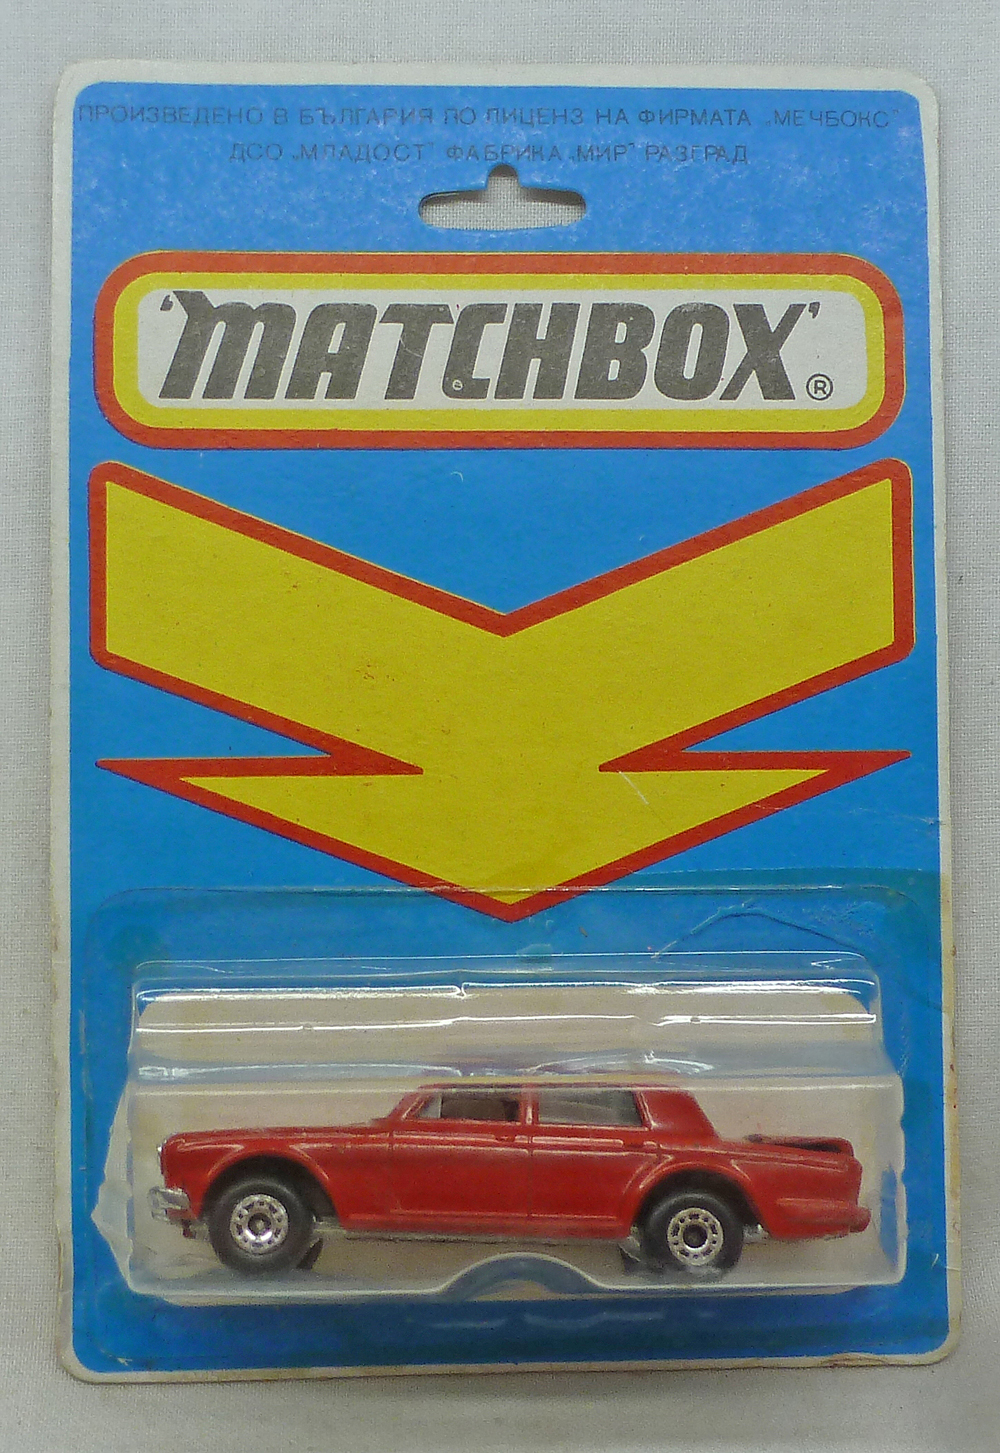 ПРОИЗВЕДЕНО В БЪЛГАРИЯ ПО ЛИЦЕНЗ НА ФИРМАТА „МЕЧБОКС"
ДСО „МЛАДОСТ" ФАБРИКА „МИР" РАЗГРАД
'MATCHBOX' ®